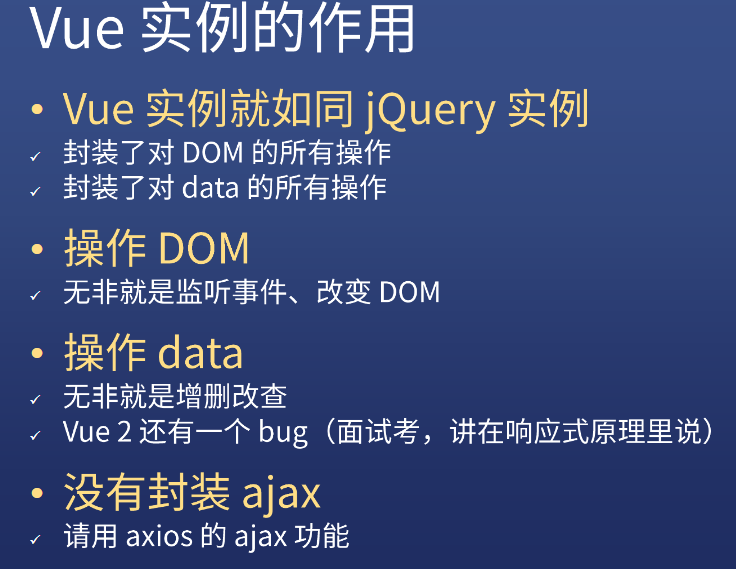 Vue 实例的作用
• Vue 实例就如同 jQuery 实例
✓ 封装了对 DOM 的所有操作
✓ 封装了对 data 的所有操作
• 操作 DOM
✓ 无非就是监听事件、改变 DOM
• 操作 data
✓ 无非就是增删改查
✓ Vue 2 还有一个 bug（面试考，讲在响应式原理里说）
• 没有封装 ajax
✓ 请用 axios 的 ajax 功能